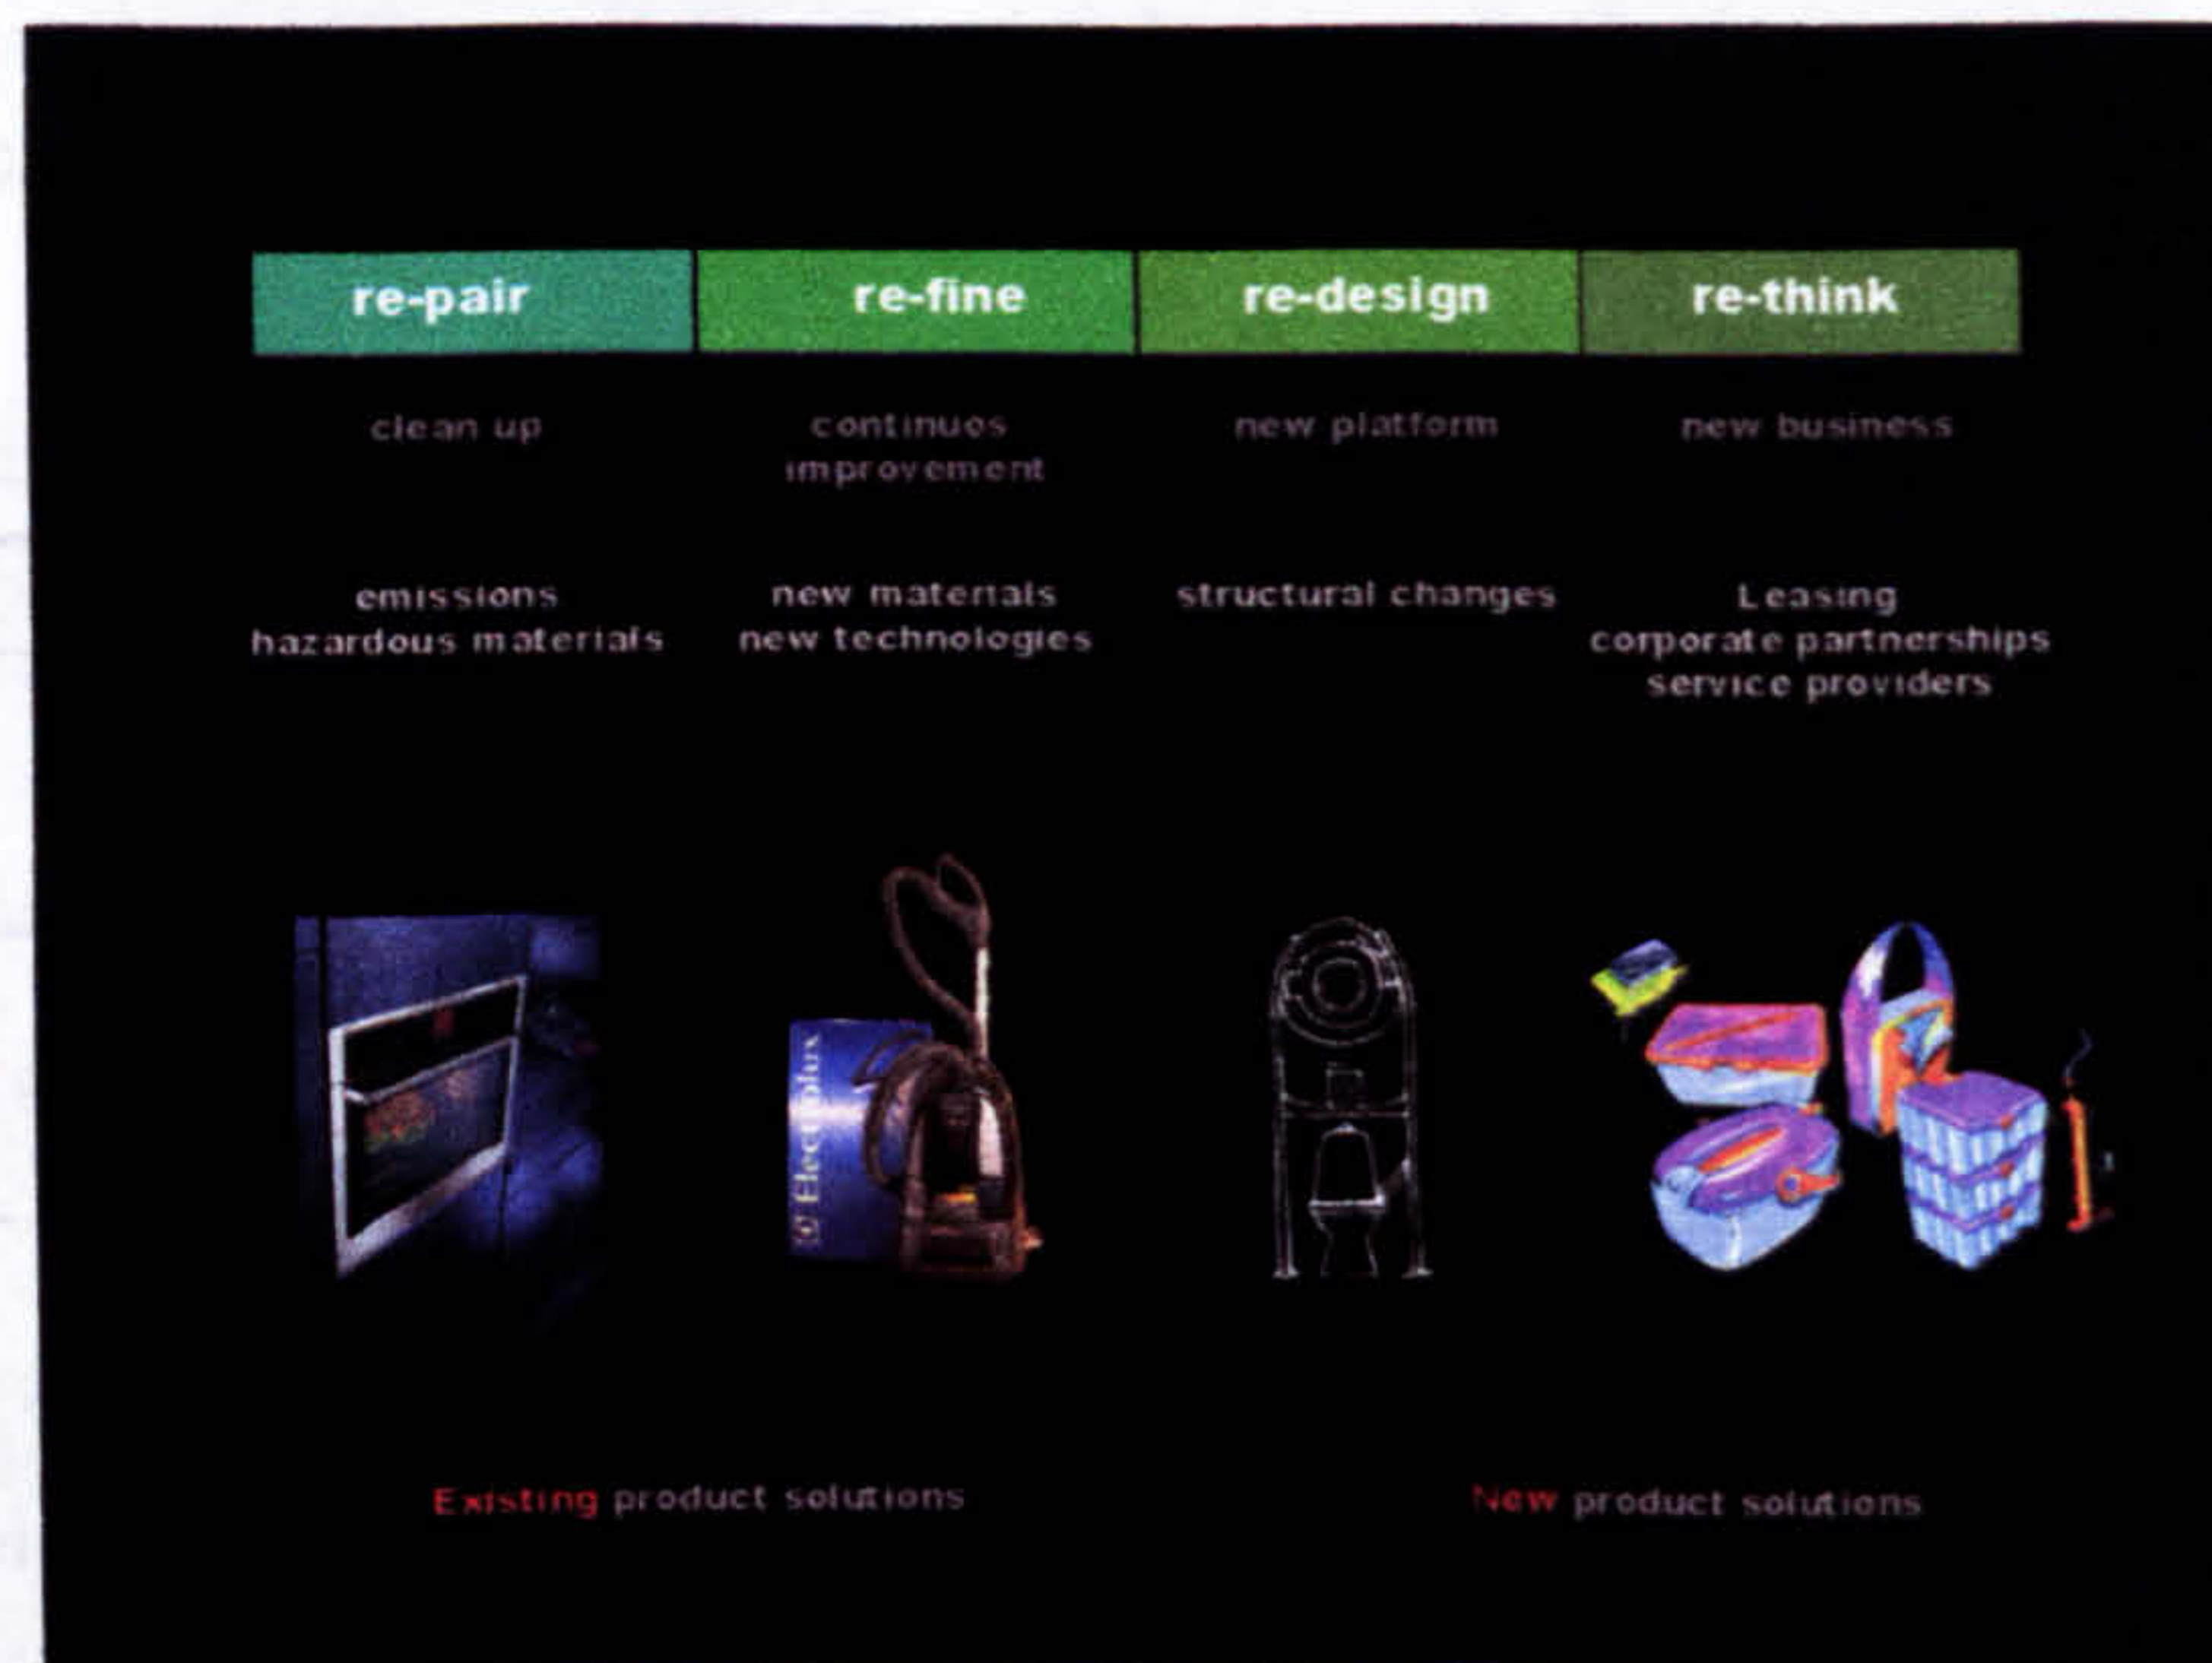 re-pair
re-fine
re-design
re-think
clean up
continuos
improvement
new platform
new business
emissions
hazardous materials
new materials
new technologies
structural changes
Leasing
corporate partnerships
service providers
Electrolux
Existing product solutions
New product solutions